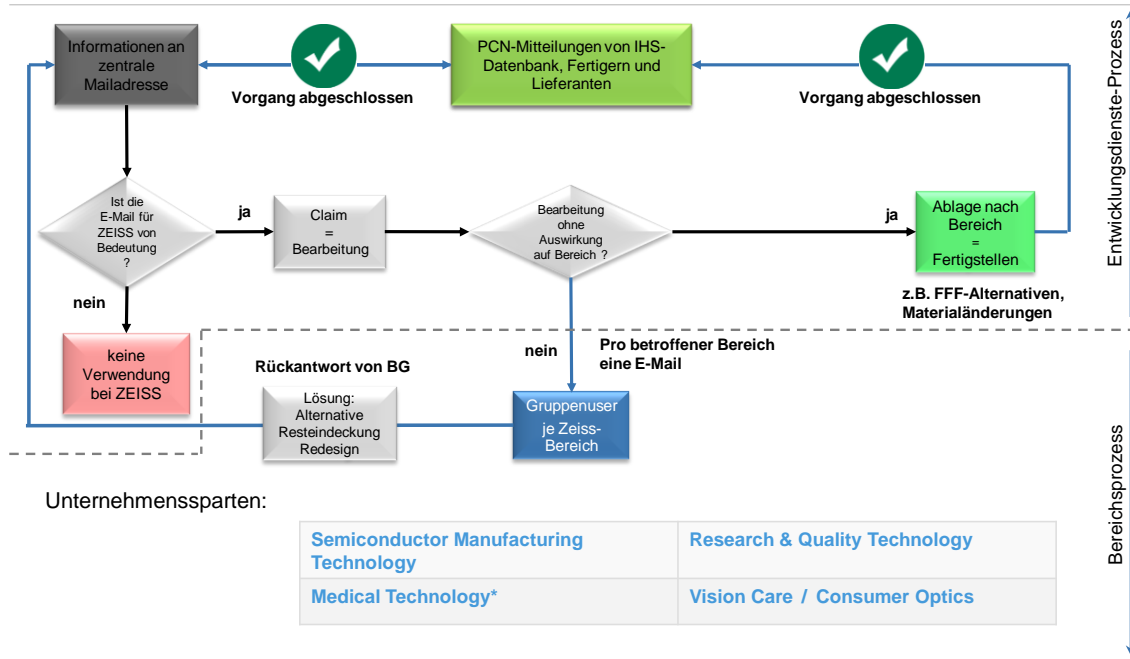 Informationen an
zentrale
Mailadresse
Vorgang abgeschlossen
PCN-Mitteilungen von IHS-
Datenbank, Fertigern und
Lieferanten
Vorgang abgeschlossen
Entwicklungsdienste-Prozess
Ist die
E-Mail für
ZEISS von
Bedeutung
?
ja
Claim
=
Bearbeitung
Bearbeitung
ohne
Auswirkung
auf Bereich ?
ja
Ablage nach
Bereich
=
Fertigstellen
nein
z.B. FFF-Alternativen,
Materialänderungen
keine
Verwendung
bei ZEISS
nein
Pro betroffener Bereich
eine E-Mail
Rückantwort von BG
Lösung:
Alternative
Resteindeckung
Redesign
Gruppenuser
je Zeiss-
Bereich
Bereichsprozess
Unternehmenssparten:
Semiconductor Manufacturing
Technology
Research & Quality Technology
Medical Technology*
Vision Care / Consumer Optics